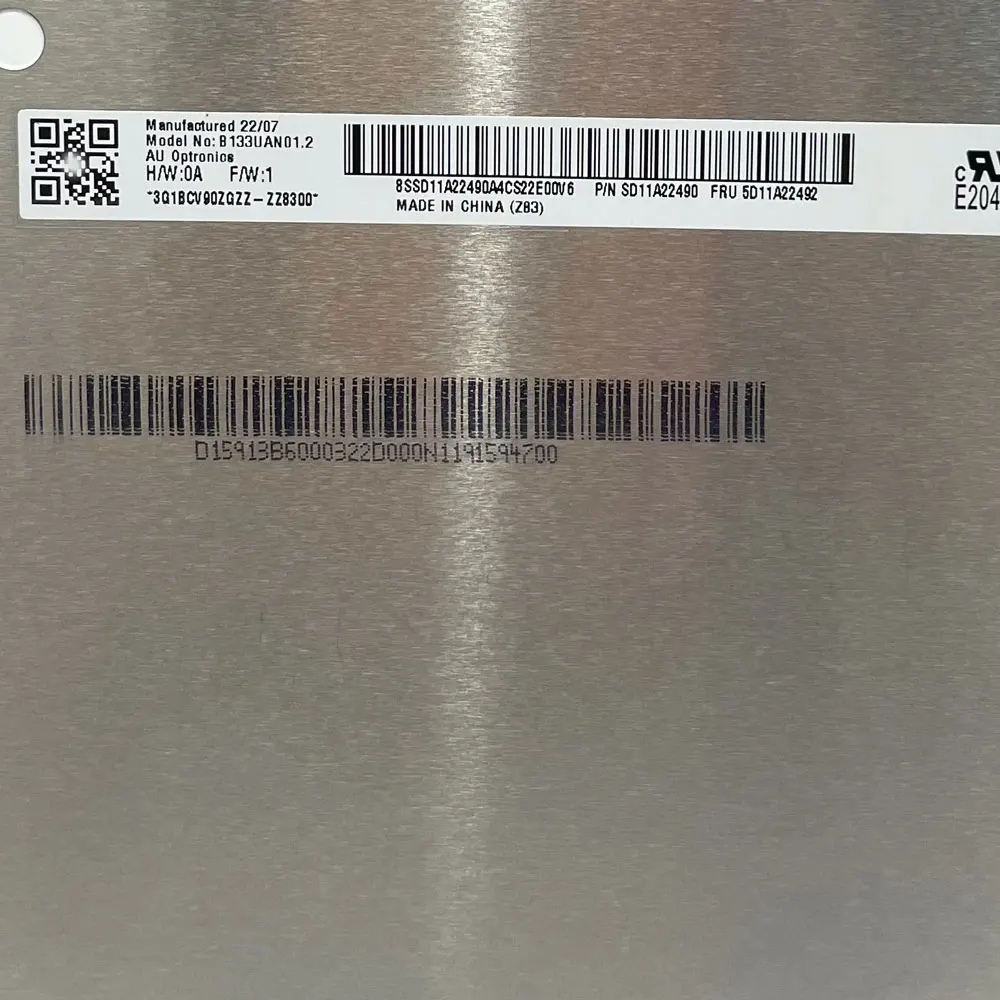 Manufactured 22/07
Model No: B133UAN01.2
AU Optronics
H/W:0A F/W:1
*3Q1BCV90ZGZZ-ZZ8300*
8SSD11A22490A4CS22E00V6 P/N SD11A22490 FRU 5D11A22492
MADE IN CHINA (Z83)
c
E204
D15913B6000322D000N1191594700